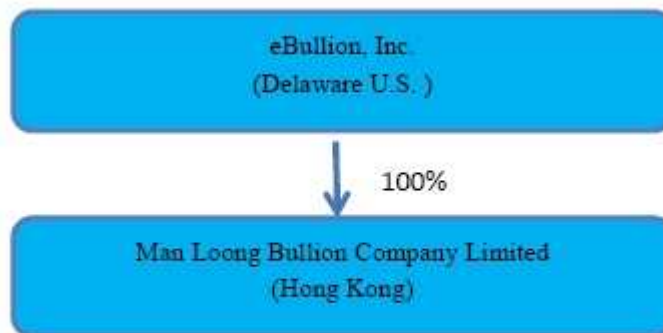 eBullion, Inc.
(Delaware U.S. )
100%
Man Loong Bullion Company Limited
(Hong Kong)